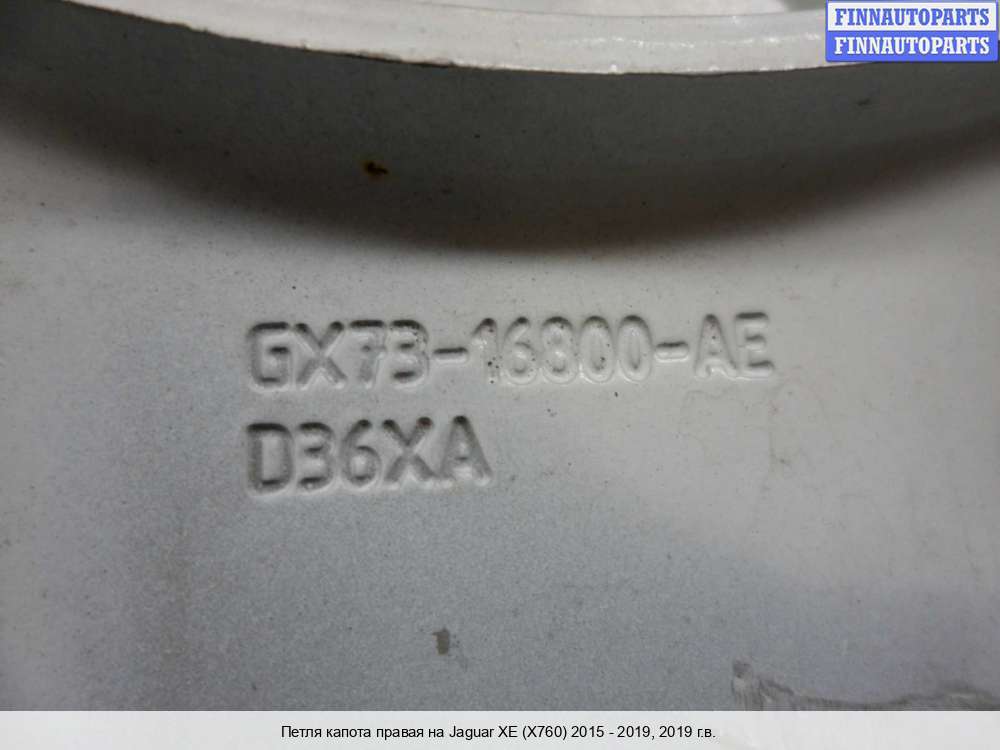 FINNAUTOPARTS
FINNAUTOPARTS
GX73-16800-AE
D36XA
Петля капота правая на Jaguar XE (X760) 2015 - 2019, 2019 г.в.